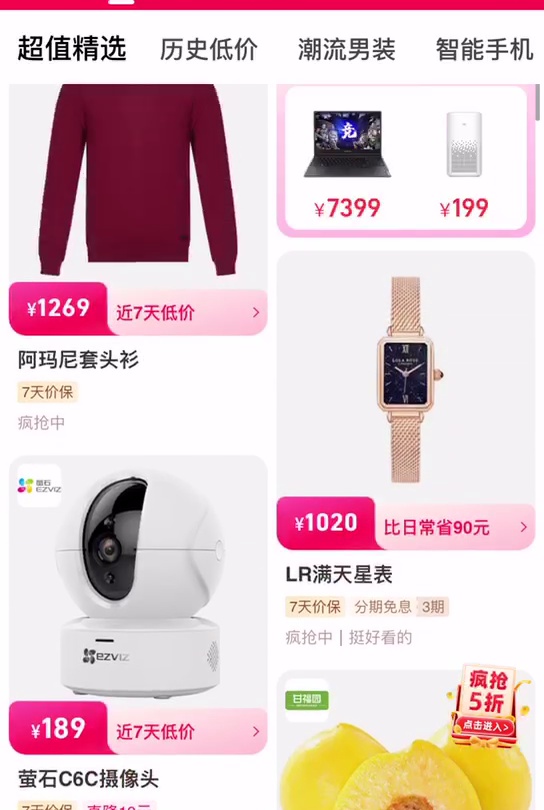 超值精选
历史低价
潮流男装
智能手机
竞
¥7399
¥199
¥1269
近7天低价
阿玛尼套头衫
7天价保
疯抢中
LOLA ROSE
¥1020
比日常省90元
LR满天星表
7天价保
分期免息
3期
疯抢中｜挺好看的
萤石
EZVIZ
ezviz
¥189
近7天低价
萤石C6C摄像头
7天价保
直降10元
甘福园
疯抢
5折
点击进入>